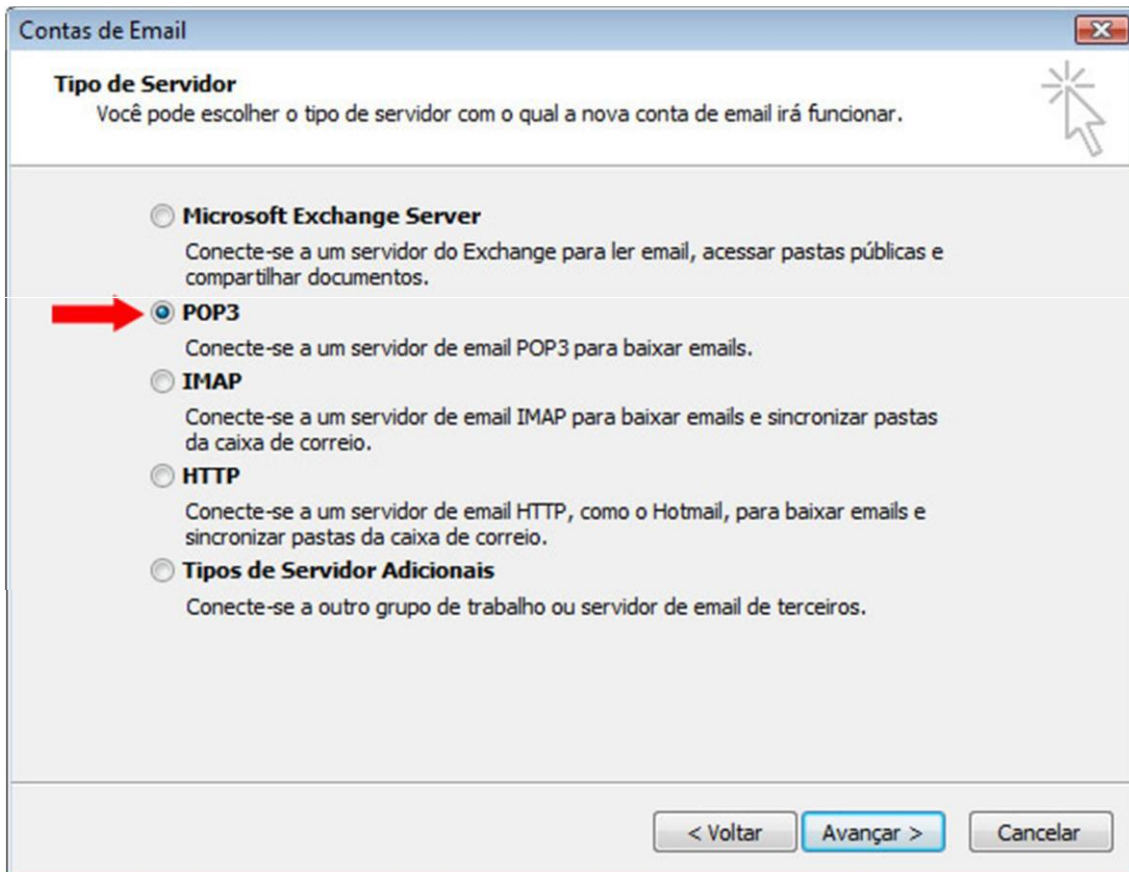 Contas de Email
Tipo de Servidor
Você pode escolher o tipo de servidor com o qual a nova conta de email irá funcionar.
Microsoft Exchange Server
Conecte-se a um servidor do Exchange para ler email, acessar pastas públicas e
compartilhar documentos.
POP3
Conecte-se a um servidor de email POP3 para baixar emails.
IMAP
Conecte-se a um servidor de email IMAP para baixar emails e sincronizar pastas
da caixa de correio.
HTTP
Conecte-se a um servidor de email HTTP, como o Hotmail, para baixar emails e
sincronizar pastas da caixa de correio.
Tipos de Servidor Adicionais
Conecte-se a outro grupo de trabalho ou servidor de email de terceiros.
< Voltar Avançar > Cancelar